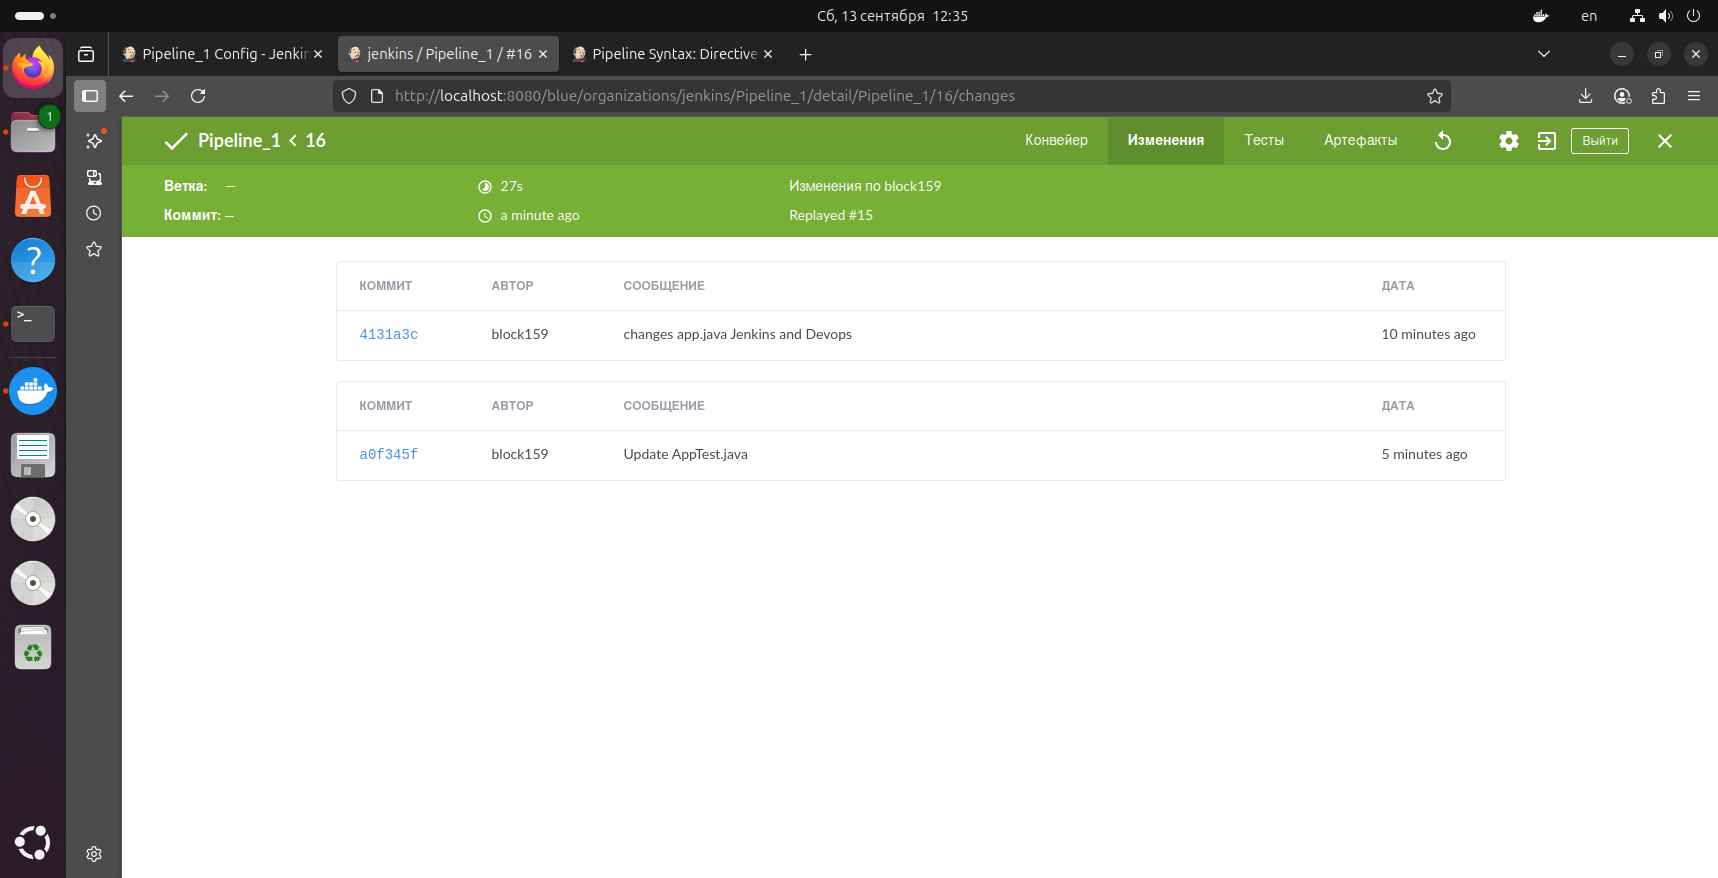 Сб, 13 сентября 12:35
en
Pipeline_1 Config - Jenkin
jenkins / Pipeline_1 / #16
Pipeline Syntax: Directive
http://localhost:8080/blue/organizations/jenkins/Pipeline_1/detail/Pipeline_1/16/changes
1
Pipeline_1 < 16
Конвейер
Изменения
Тесты
Артефакты
Выйти
Ветка: —
27s
Изменения по block159
Коммит: —
a minute ago
Replayed #15
КОММИТ АВТОР СООБЩЕНИЕ ДАТА
4131a3c block159 changes app.java Jenkins and Devops 10 minutes ago
КОММИТ АВТОР СООБЩЕНИЕ ДАТА
a0f345f block159 Update AppTest.java 5 minutes ago